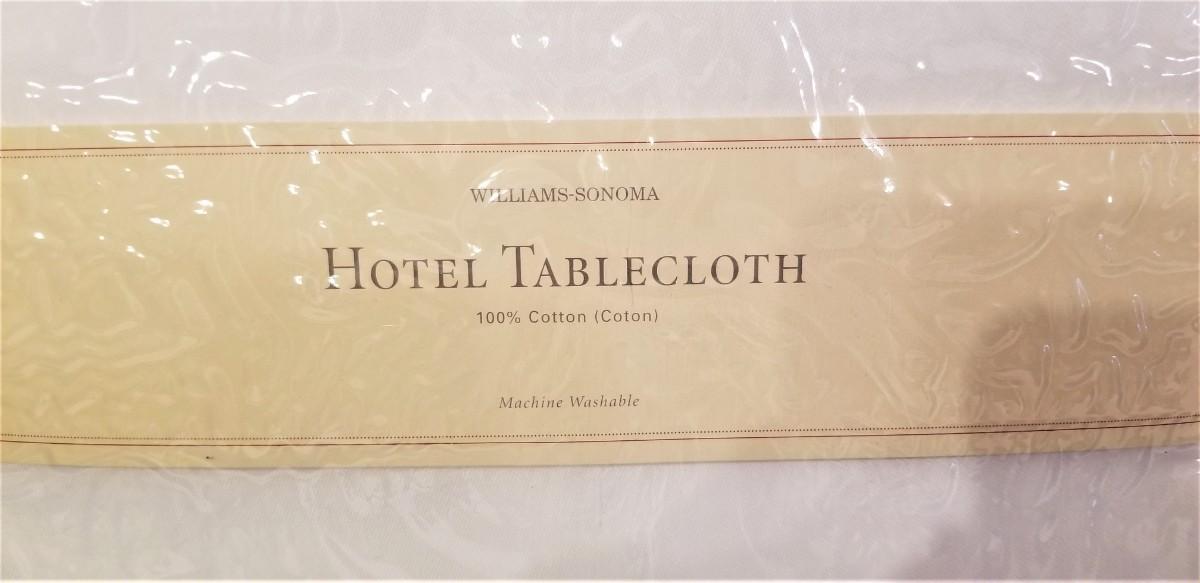 WILLIAMS-SONOMA
HOTEL TABLECLOTH
100% Cotton (Coton)
Machine Washable